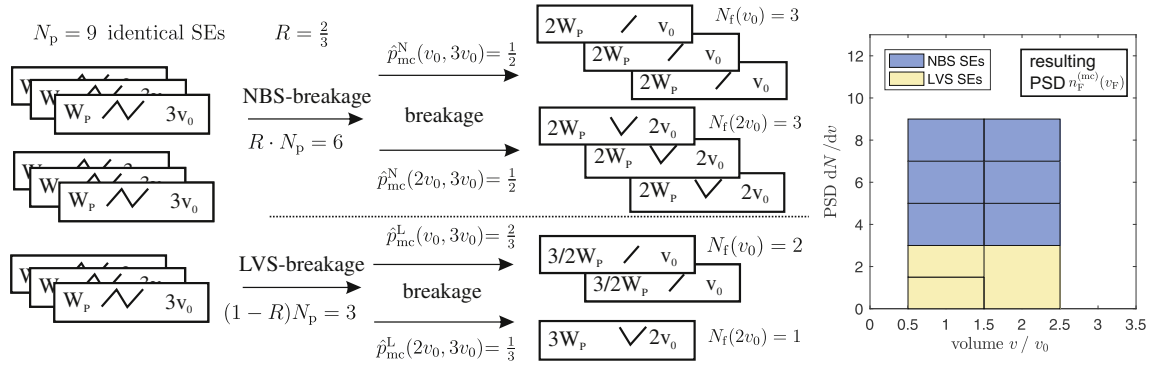 N_p = 9 identical SEs
R = 2/3
W_P 3v_0
W_P 3v_0
W_P 3v_0
NBS-breakage
R · N_p = 6
p̂_mc^N(v_0, 3v_0) = 1/2
breakage
p̂_mc^N(2v_0, 3v_0) = 1/2
2W_P v_0
2W_P v_0
2W_P v_0
N_f(v_0) = 3
2W_P 2v_0
2W_P 2v_0
2W_P 2v_0
N_f(2v_0) = 3
LVS-breakage
(1 − R)N_p = 3
p̂_mc^L(v_0, 3v_0) = 2/3
breakage
p̂_mc^L(2v_0, 3v_0) = 1/3
3/2W_P v_0
3/2W_P v_0
N_f(v_0) = 2
3W_P 2v_0
N_f(2v_0) = 1
NBS SEs
LVS SEs
resulting
PSD n_F^(mc)(v_F)
PSD dN/dv
12
10
8
6
4
2
0
0 0.5 1 1.5 2 2.5 3 3.5
volume v / v_0